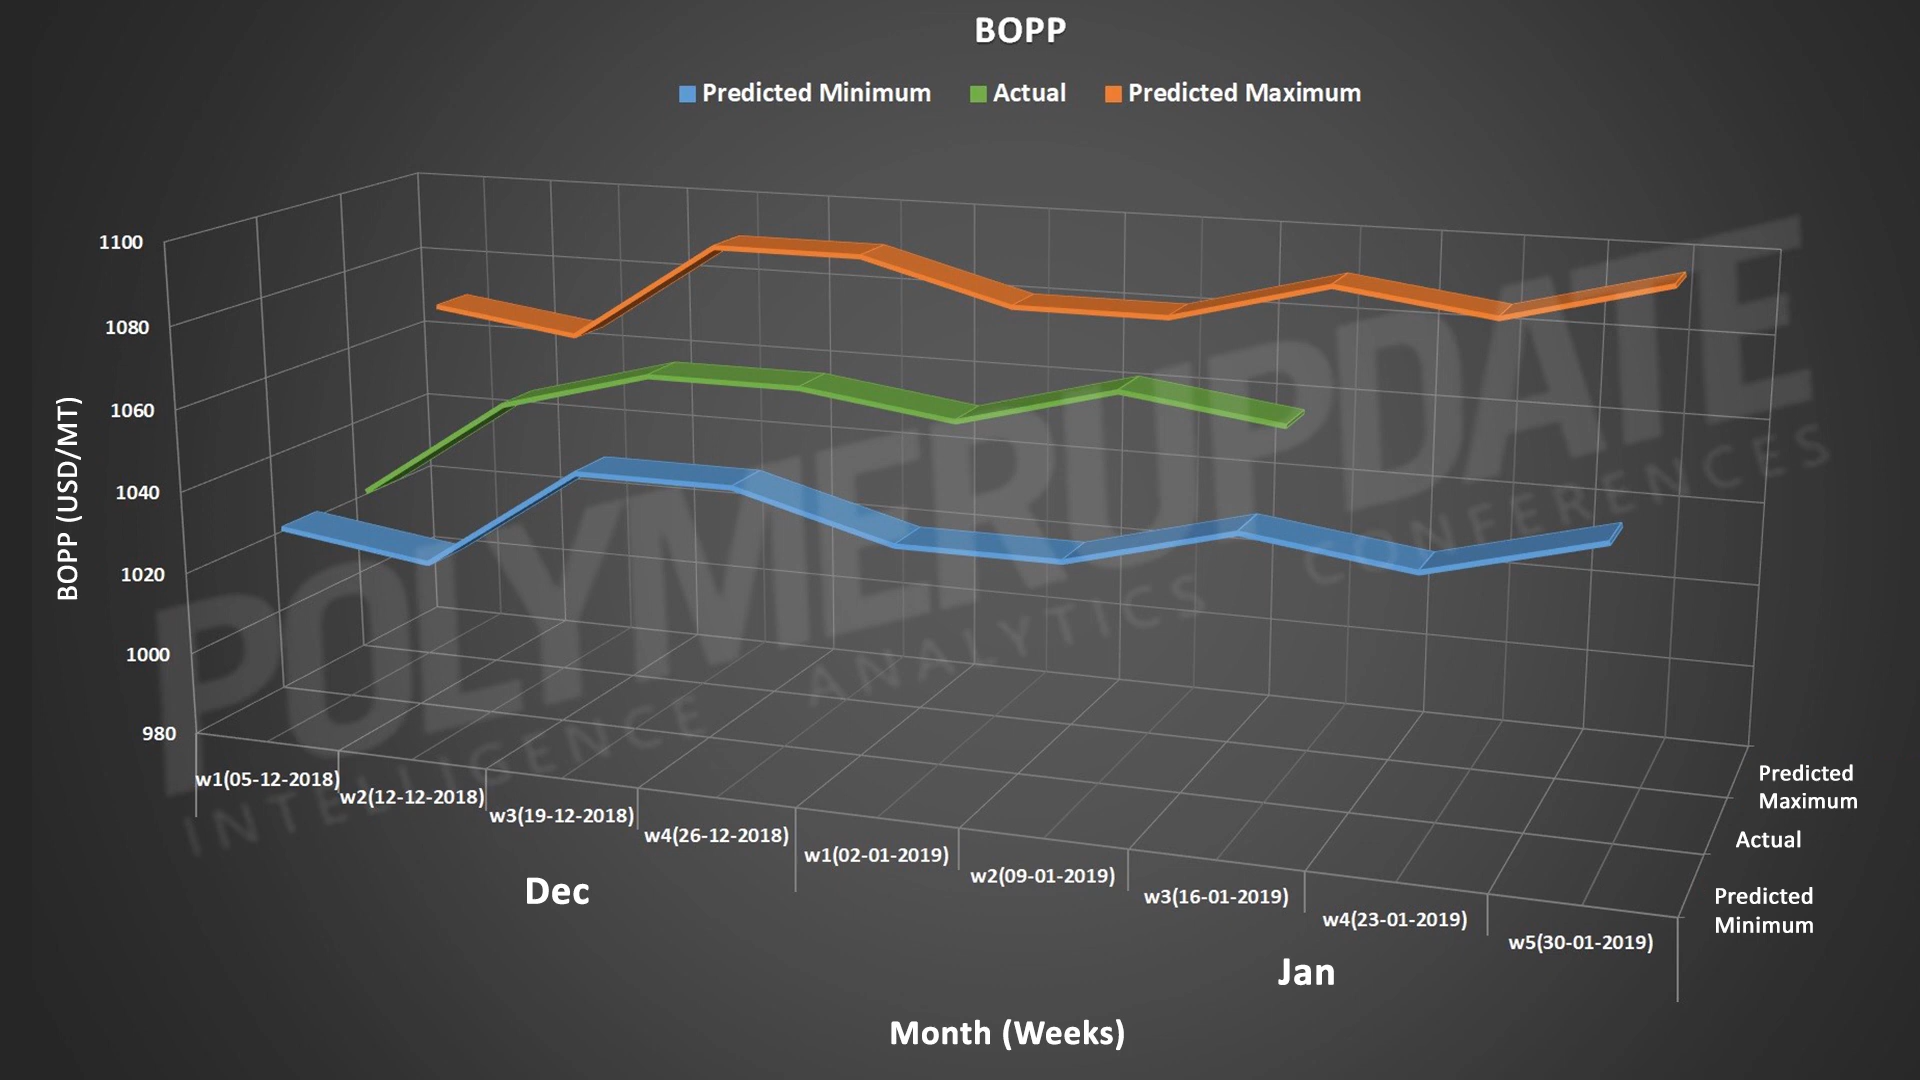 BOPP
Predicted Minimum Actual Predicted Maximum
1100
1080
1060
1040
1020
1000
980
BOPP (USD/MT)
w1(05-12-2018)
w2(12-12-2018)
w3(19-12-2018)
w4(26-12-2018)
w1(02-01-2019)
w2(09-01-2019)
w3(16-01-2019)
w4(23-01-2019)
w5(30-01-2019)
Dec
Jan
Month (Weeks)
Predicted
Maximum
Actual
Predicted
Minimum
POLYMERUPDATE
INTELLIGENCE ANALYTICS CONFERENCES